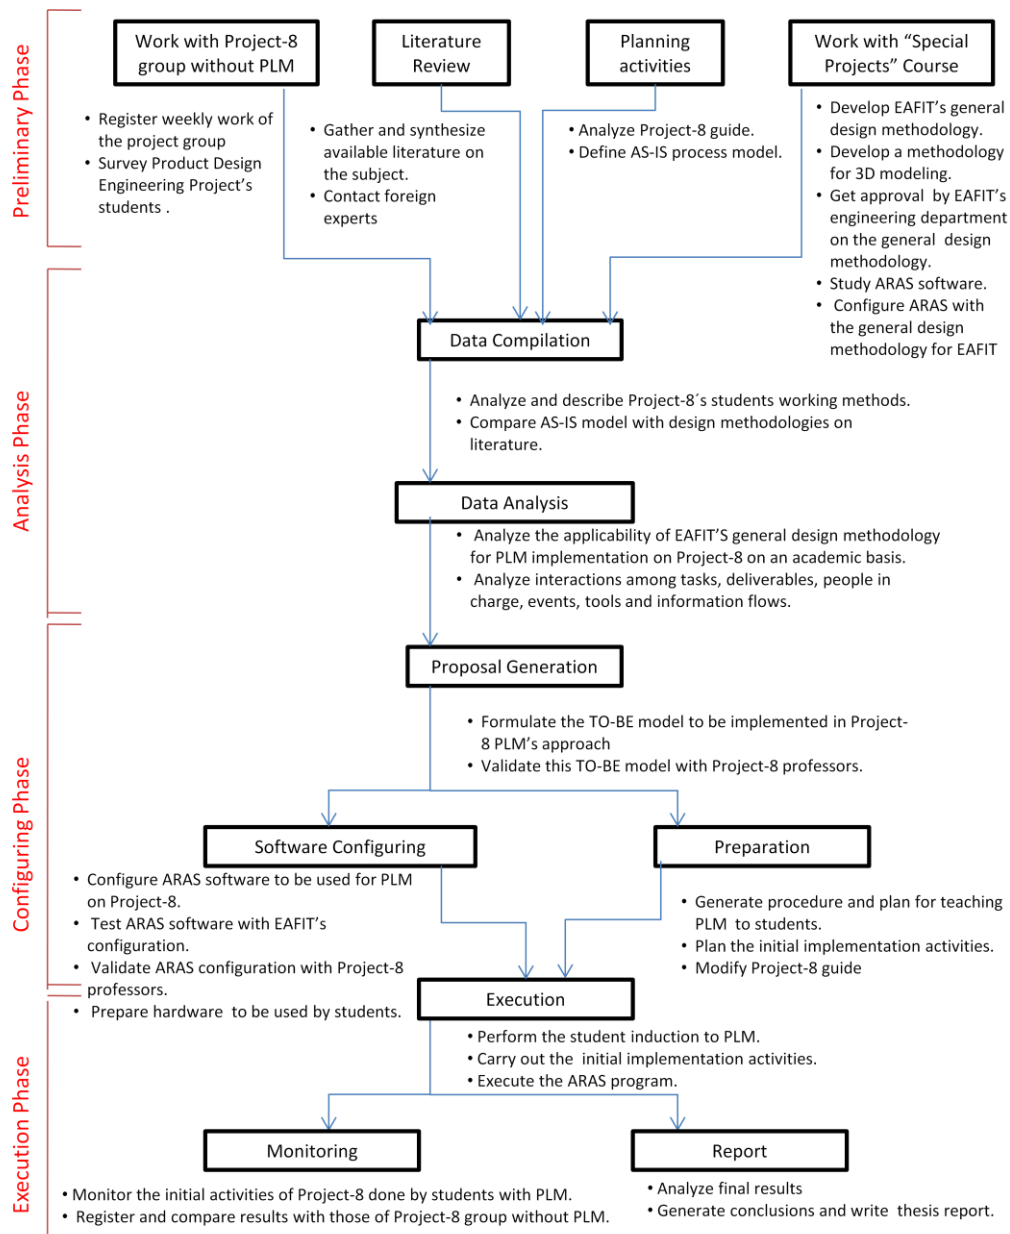 Preliminary Phase
Work with Project-8
group without PLM
Literature
Review
Planning
activities
Work with “Special
Projects” Course
• Register weekly work of
the project group
• Survey Product Design
Engineering Project’s
students .
• Gather and synthesize
available literature on
the subject.
• Contact foreign
experts
• Analyze Project-8 guide.
• Define AS-IS process model.
• Develop EAFIT’s general
design methodology.
• Develop a methodology
for 3D modeling.
• Get approval by EAFIT’s
engineering department
on the general design
methodology.
• Study ARAS software.
• Configure ARAS with
the general design
methodology for EAFIT
Analysis Phase
Data Compilation
• Analyze and describe Project-8´s students working methods.
• Compare AS-IS model with design methodologies on
literature.
Data Analysis
• Analyze the applicability of EAFIT’S general design methodology
for PLM implementation on Project-8 on an academic basis.
• Analyze interactions among tasks, deliverables, people in
charge, events, tools and information flows.
Configuring Phase
Proposal Generation
• Formulate the TO-BE model to be implemented in Project-
8 PLM’s approach
• Validate this TO-BE model with Project-8 professors.
Software Configuring
Preparation
• Configure ARAS software to be used for PLM
on Project-8.
• Test ARAS software with EAFIT’s
configuration.
• Validate ARAS configuration with Project-8
professors.
• Prepare hardware to be used by students.
• Generate procedure and plan for teaching
PLM to students.
• Plan the initial implementation activities.
• Modify Project-8 guide
Execution Phase
Execution
• Perform the student induction to PLM.
• Carry out the initial implementation activities.
• Execute the ARAS program.
Monitoring
Report
• Monitor the initial activities of Project-8 done by students with PLM.
• Register and compare results with those of Project-8 group without PLM.
• Analyze final results
• Generate conclusions and write thesis report.